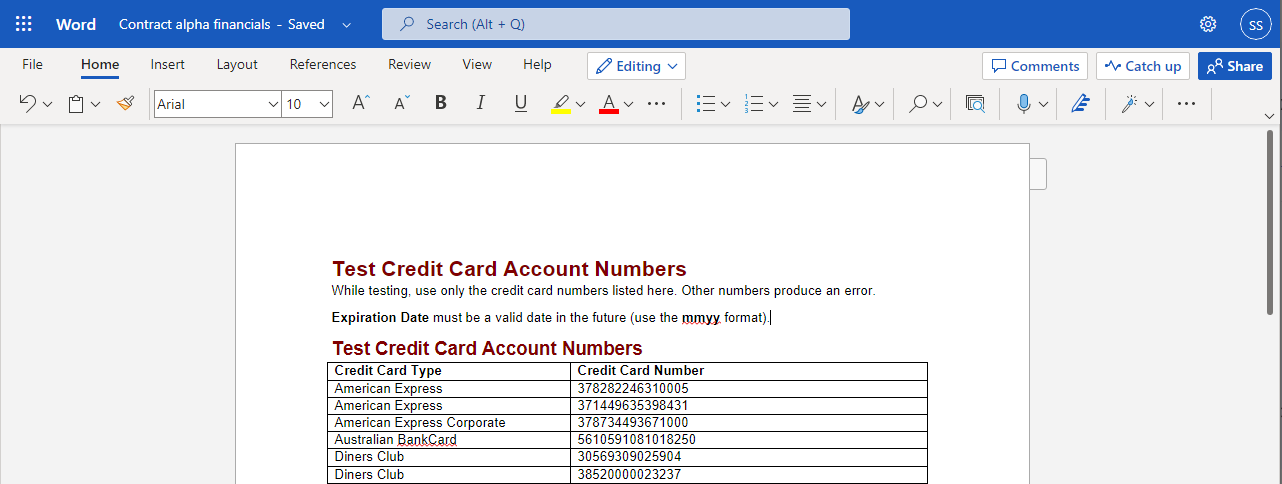 Word Contract alpha financials - Saved Search (Alt + Q) SS
File Home Insert Layout References Review View Help Editing Comments Catch up Share
Arial 10 A A B I U A A
Test Credit Card Account Numbers
While testing, use only the credit card numbers listed here. Other numbers produce an error.
Expiration Date must be a valid date in the future (use the mmyy format).
Test Credit Card Account Numbers
Credit Card Type Credit Card Number
American Express 378282246310005
American Express 371449635398431
American Express Corporate 378734493671000
Australian BankCard 5610591081018250
Diners Club 30569309025904
Diners Club 38520000023237